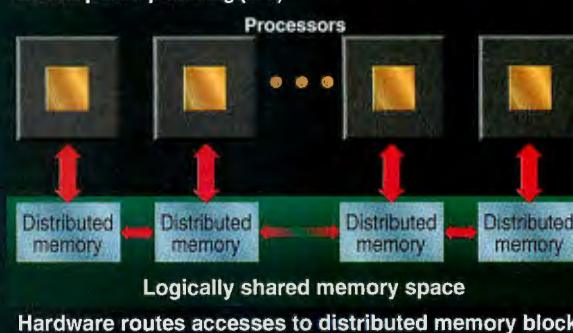 Processors
Distributed memory
Distributed memory
Distributed memory
Distributed memory
Logically shared memory space
Hardware routes accesses to distributed memory block